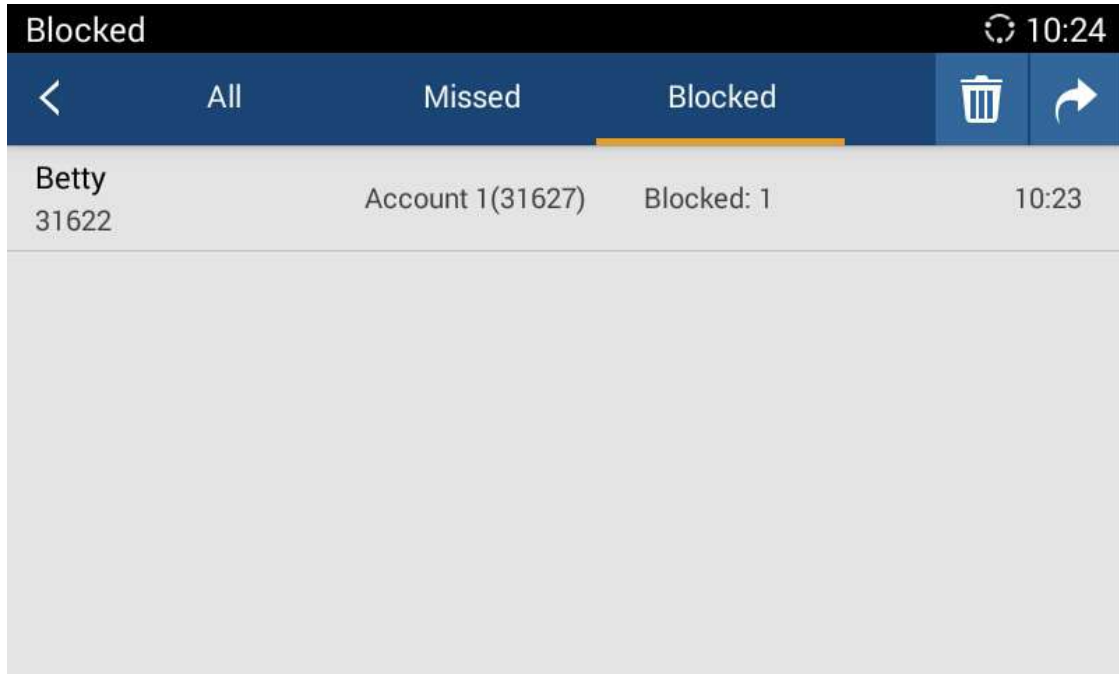 Blocked 10:24
All Missed Blocked
Betty
31622 Account 1(31627) Blocked: 1 10:23